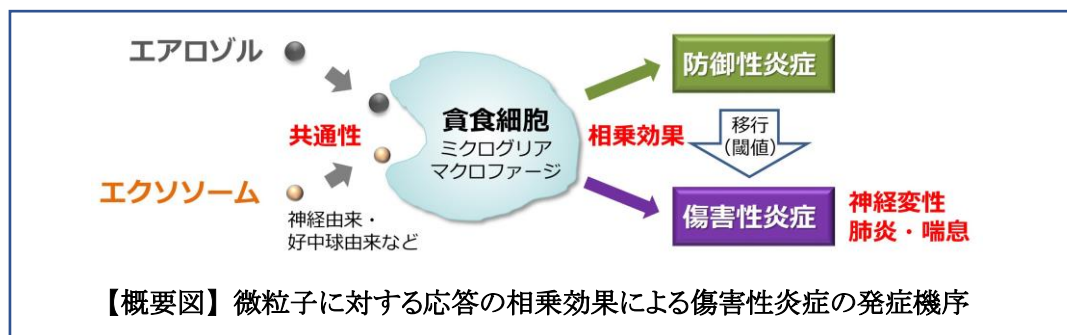 エアロゾル
共通性
エクソソーム
神経由来・
好中球由来など
貪食細胞
ミクログリア
マクロファージ
相乗効果
防御性炎症
移行
(閾値)
傷害性炎症
神経変性
肺炎・喘息
【概要図】微粒子に対する応答の相乗効果による傷害性炎症の発症機序